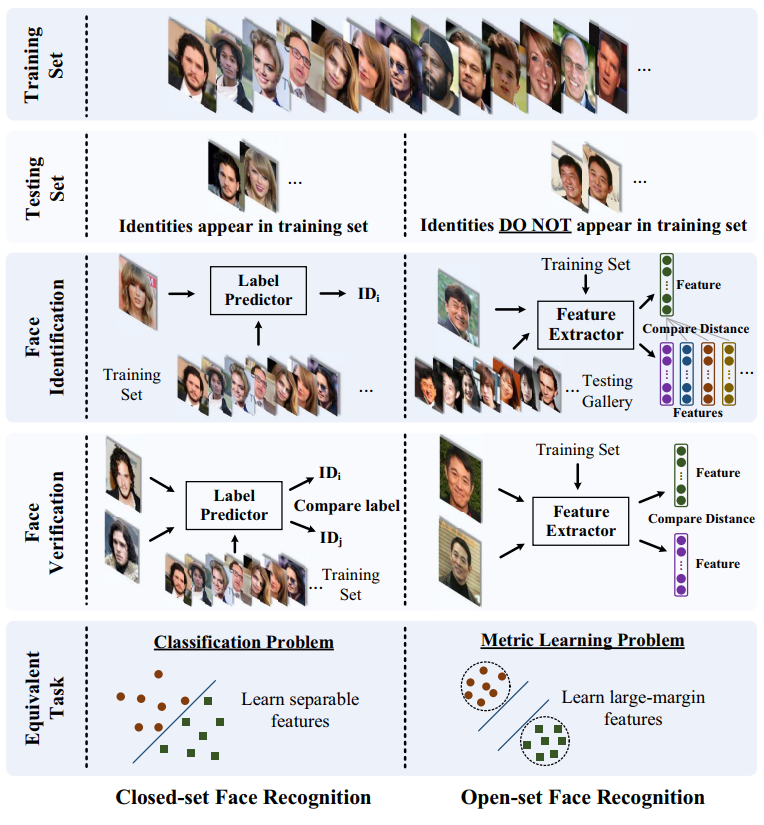 Training
Set
...
Testing
Set
...
Identities appear in training set
...
Identities DO NOT appear in training set
Face
Identification
Label
Predictor
IDi
Training
Set
...
Training Set
Feature
Extractor
Feature
Compare Distance
... Testing
Gallery
...
Features
Face
Verification
Label
Predictor
IDi
Compare label
IDj
... Training
Set
Training Set
Feature
Extractor
Feature
Compare Distance
Feature
Equivalent
Task
Classification Problem
Learn separable
features
Metric Learning Problem
Learn large-margin
features
Closed-set Face Recognition
Open-set Face Recognition